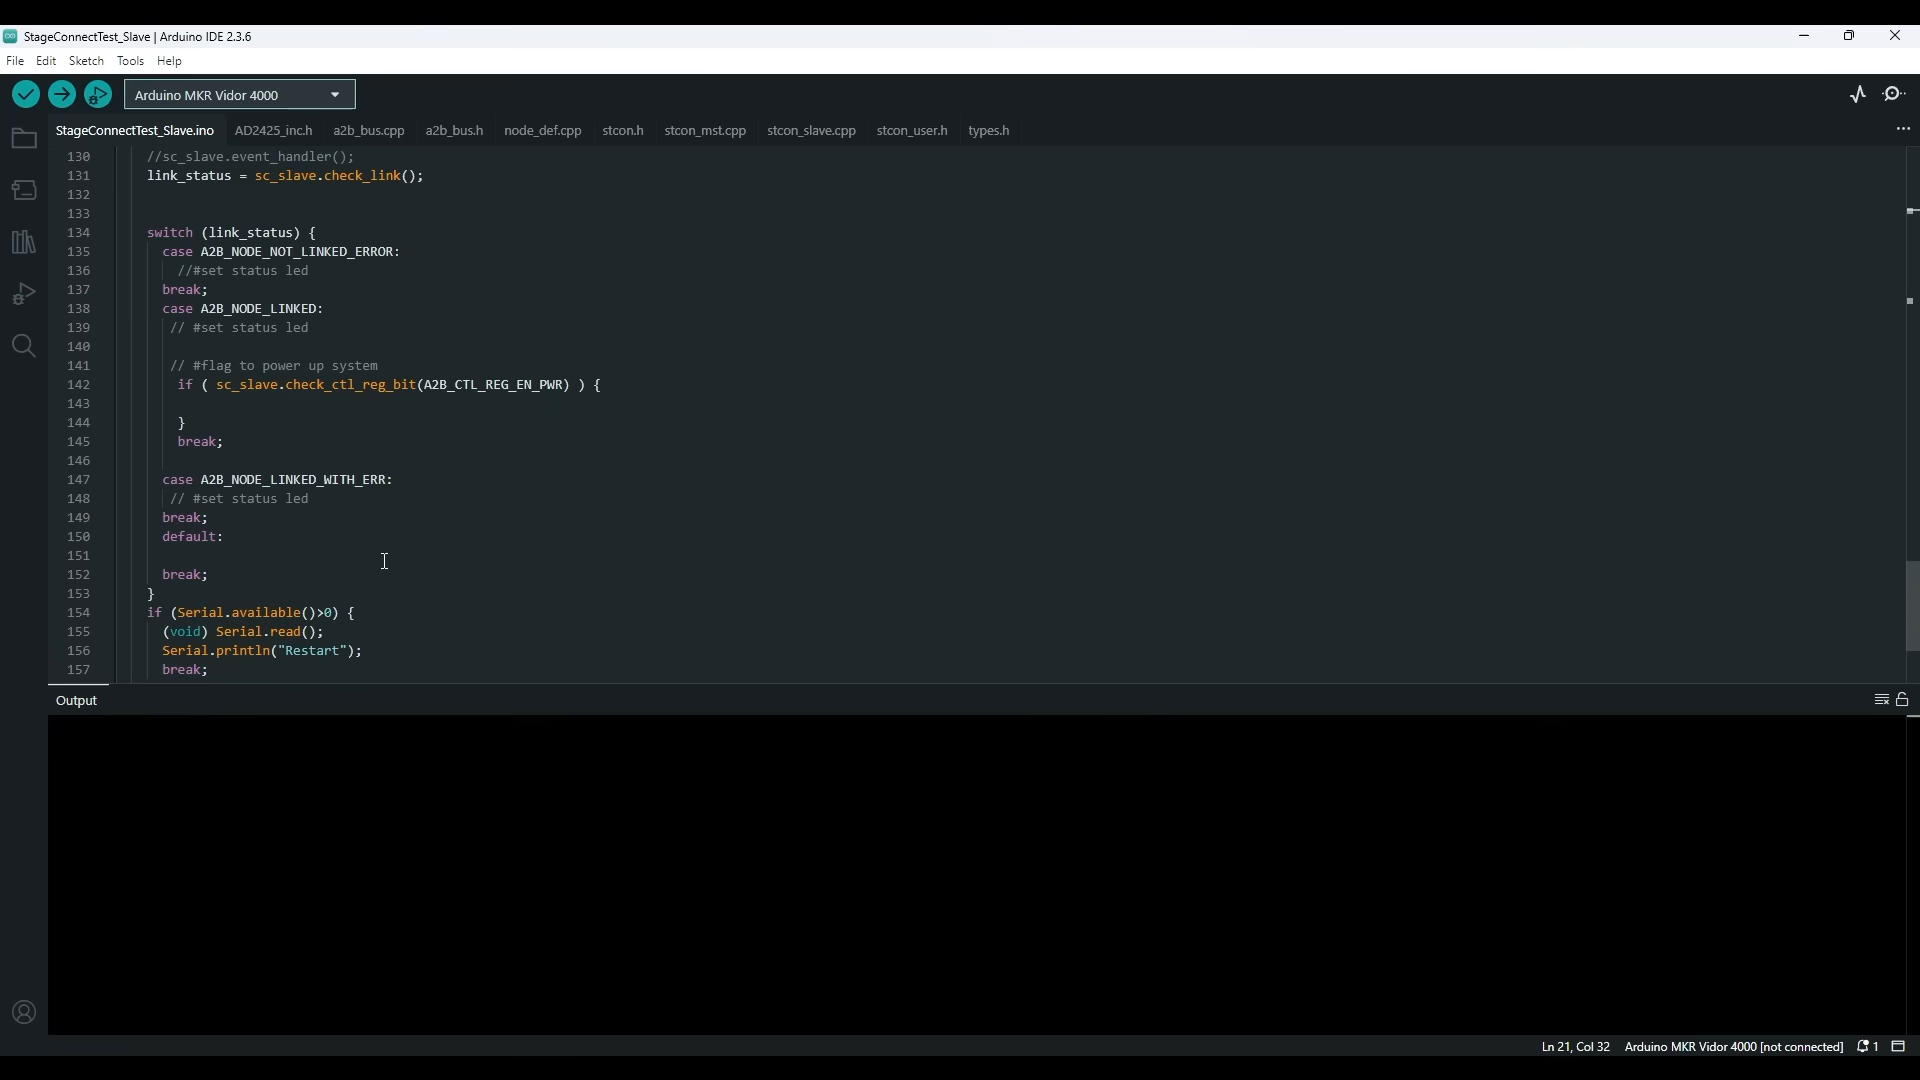 StageConnectTest_Slave | Arduino IDE 2.3.6
File Edit Sketch Tools Help
Arduino MKR Vidor 4000
StageConnectTest_Slave.ino AD2425_inc.h a2b_bus.cpp a2b_bus.h node_def.cpp stcon.h stcon_mst.cpp stcon_slave.cpp stcon_user.h types.h
130 //sc_slave.event_handler();
131 link_status = sc_slave.check_link();
132
133
134 switch (link_status) {
135 case A2B_NODE_NOT_LINKED_ERROR:
136 //#set status led
137 break;
138 case A2B_NODE_LINKED:
139 // #set status led
140
141 // #flag to power up system
142 if ( sc_slave.check_ctl_reg_bit(A2B_CTL_REG_EN_PWR) ) {
143
144 }
145 break;
146
147 case A2B_NODE_LINKED_WITH_ERR:
148 // #set status led
149 break;
150 default:
151
152 break;
153 }
154 if (Serial.available()>0) {
155 (void) Serial.read();
156 Serial.println("Restart");
157 break;
Output
Ln 21, Col 32 Arduino MKR Vidor 4000 [not connected] 1